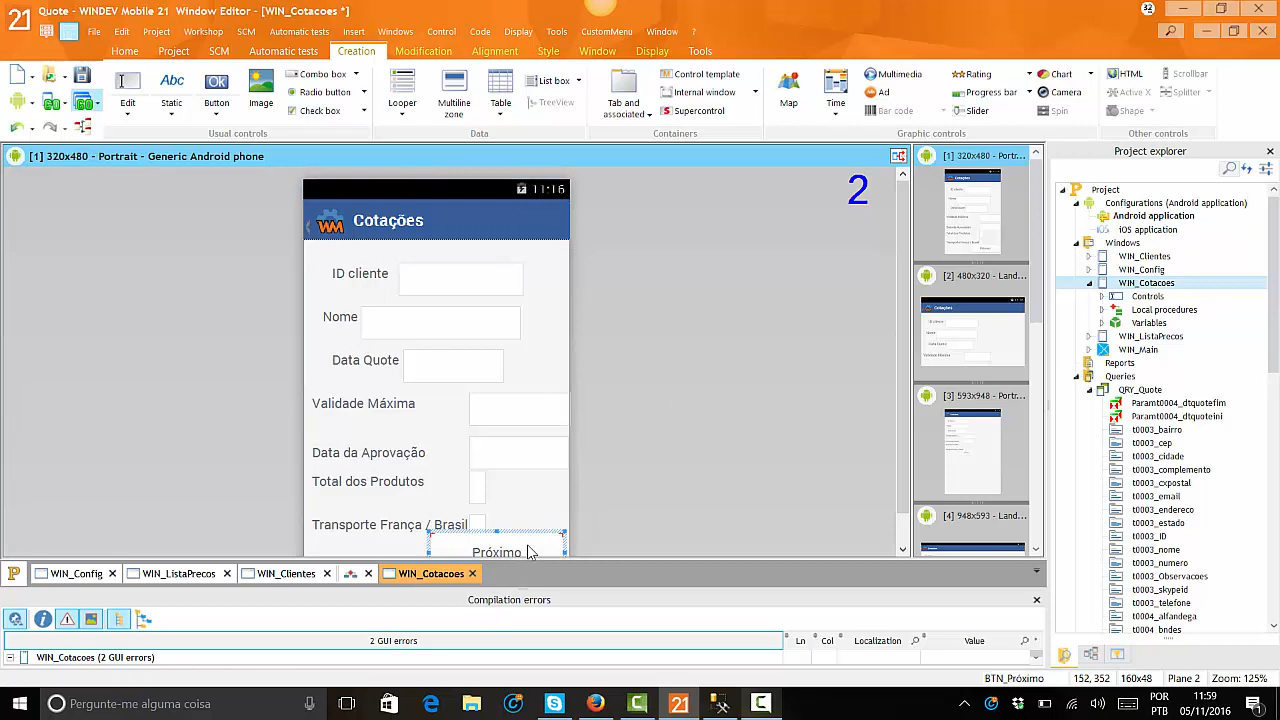 21 Quote - WINDEV Mobile 21 Window Editor - [WIN_Cotacoes *]
32
File Edit Project Workshop SCM Automatic tests Insert Windows Control Code Display Tools CustomMenu Window ?
Home Project SCM Automatic tests Creation Modification Alignment Style Window Display Tools
Edit Static Button Image
Abc
Ok
Combo box
Radio button
Check box
Looper Multiline zone Table
List box
TreeView
Tab and associated
Control template
Internal window
Supercontrol
Map Time
Multimedia
Ad
Bar code
Rating
Progress bar
Slider
Chart
Camera
Spin
HTML
Active X
Shape
Scrollbar
Splitter
GO GO
Usual controls Data Containers Graphic controls Other controls
[1] 320x480 - Portrait - Generic Android phone
2
11:16
WM Cotações
ID cliente
Nome
Data Quote
Validade Máxima
Data da Aprovação
Total dos Produtos
Transporte França / Brasil
Próximo
[1] 320x480 - Portr...
[2] 480x320 - Land...
[3] 593x948 - Portr...
[4] 948x593 - Land...
Project explorer
Project
Configurations (Android application)
Android application
iOS application
Windows
WIN_Clientes
WIN_Config
WIN_Cotacoes
Controls
Local procedures
Variables
WIN_ListaPrecos
WIN_Main
Reports
Queries
QRY_Quote
Paramt0004_dtquotefim
Paramt0004_dtquoteini
t0003_bairro
t0003_cep
t0003_cidade
t0003_complemento
t0003_cxpostal
t0003_email
t0003_endereco
t0003_estado
t0003_ID
t0003_nome
t0003_numero
t0003_Observacoes
t0003_skypeid
t0003_telefone
t0004_alfandega
t0004_bndes
WIN_Config WIN_ListaPrecos WIN_Clientes WIN_Cotacoes
Compilation errors
2 GUI errors Ln Col Localization Value
WIN_Cotacoes (2 GUI errors)
BTN_Próximo 152, 352 160x48 Plane 2 Zoom: 125%
Pergunte-me alguma coisa
21
POR
PTB
11:59
05/11/2016